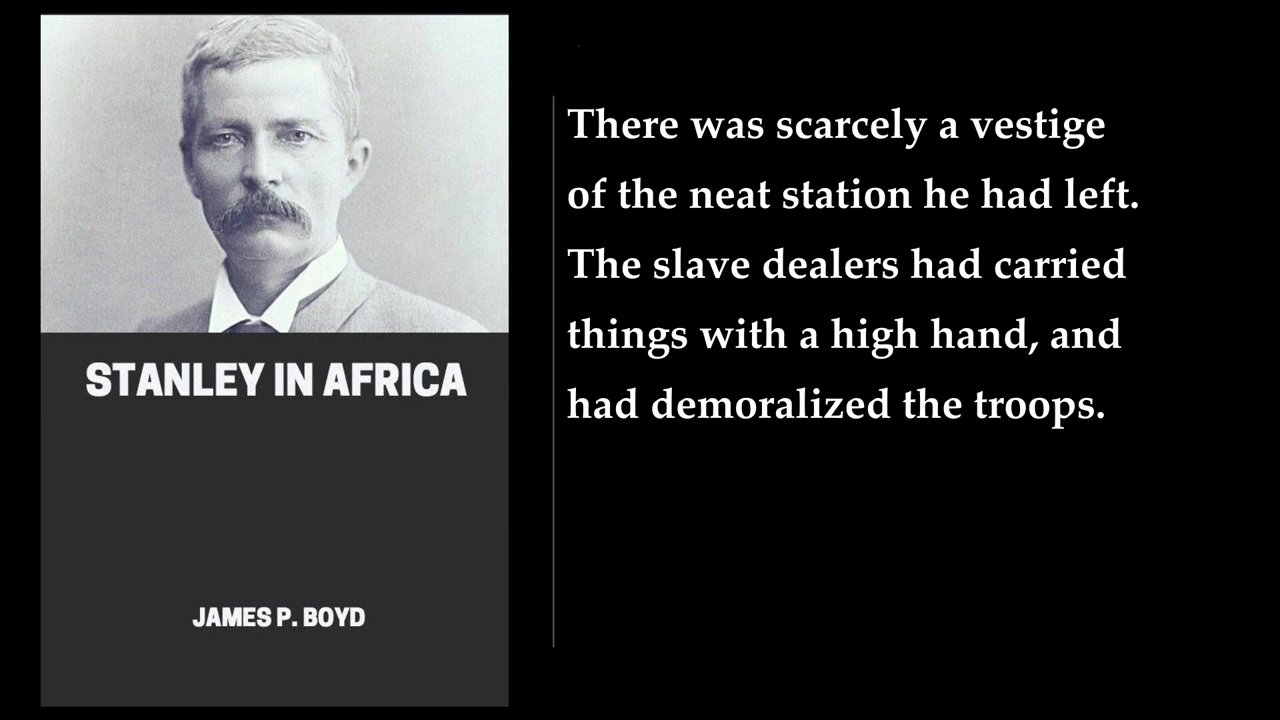 STANLEY IN AFRICA
JAMES P. BOYD
There was scarcely a vestige
of the neat station he had left.
The slave dealers had carried
things with a high hand, and
had demoralized the troops.